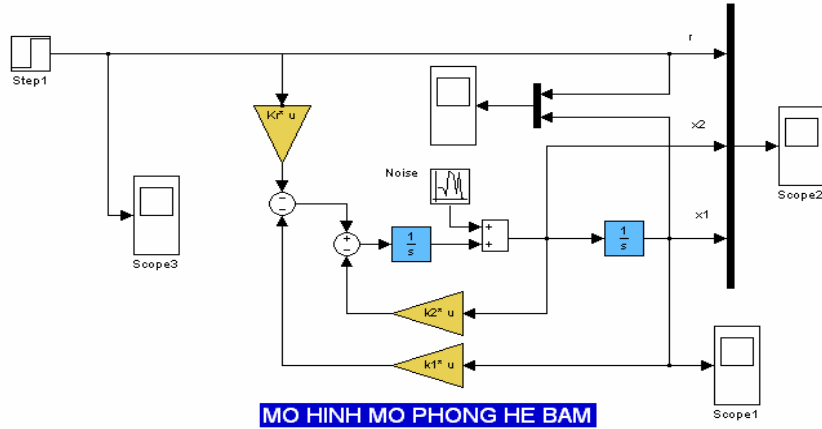 r
Step1
Kr* u
x2
Noise
Scope2
x1
1
s
1
s
Scope3
k2* u
k1* u
Scope1
MO HINH MO PHONG HE BAM